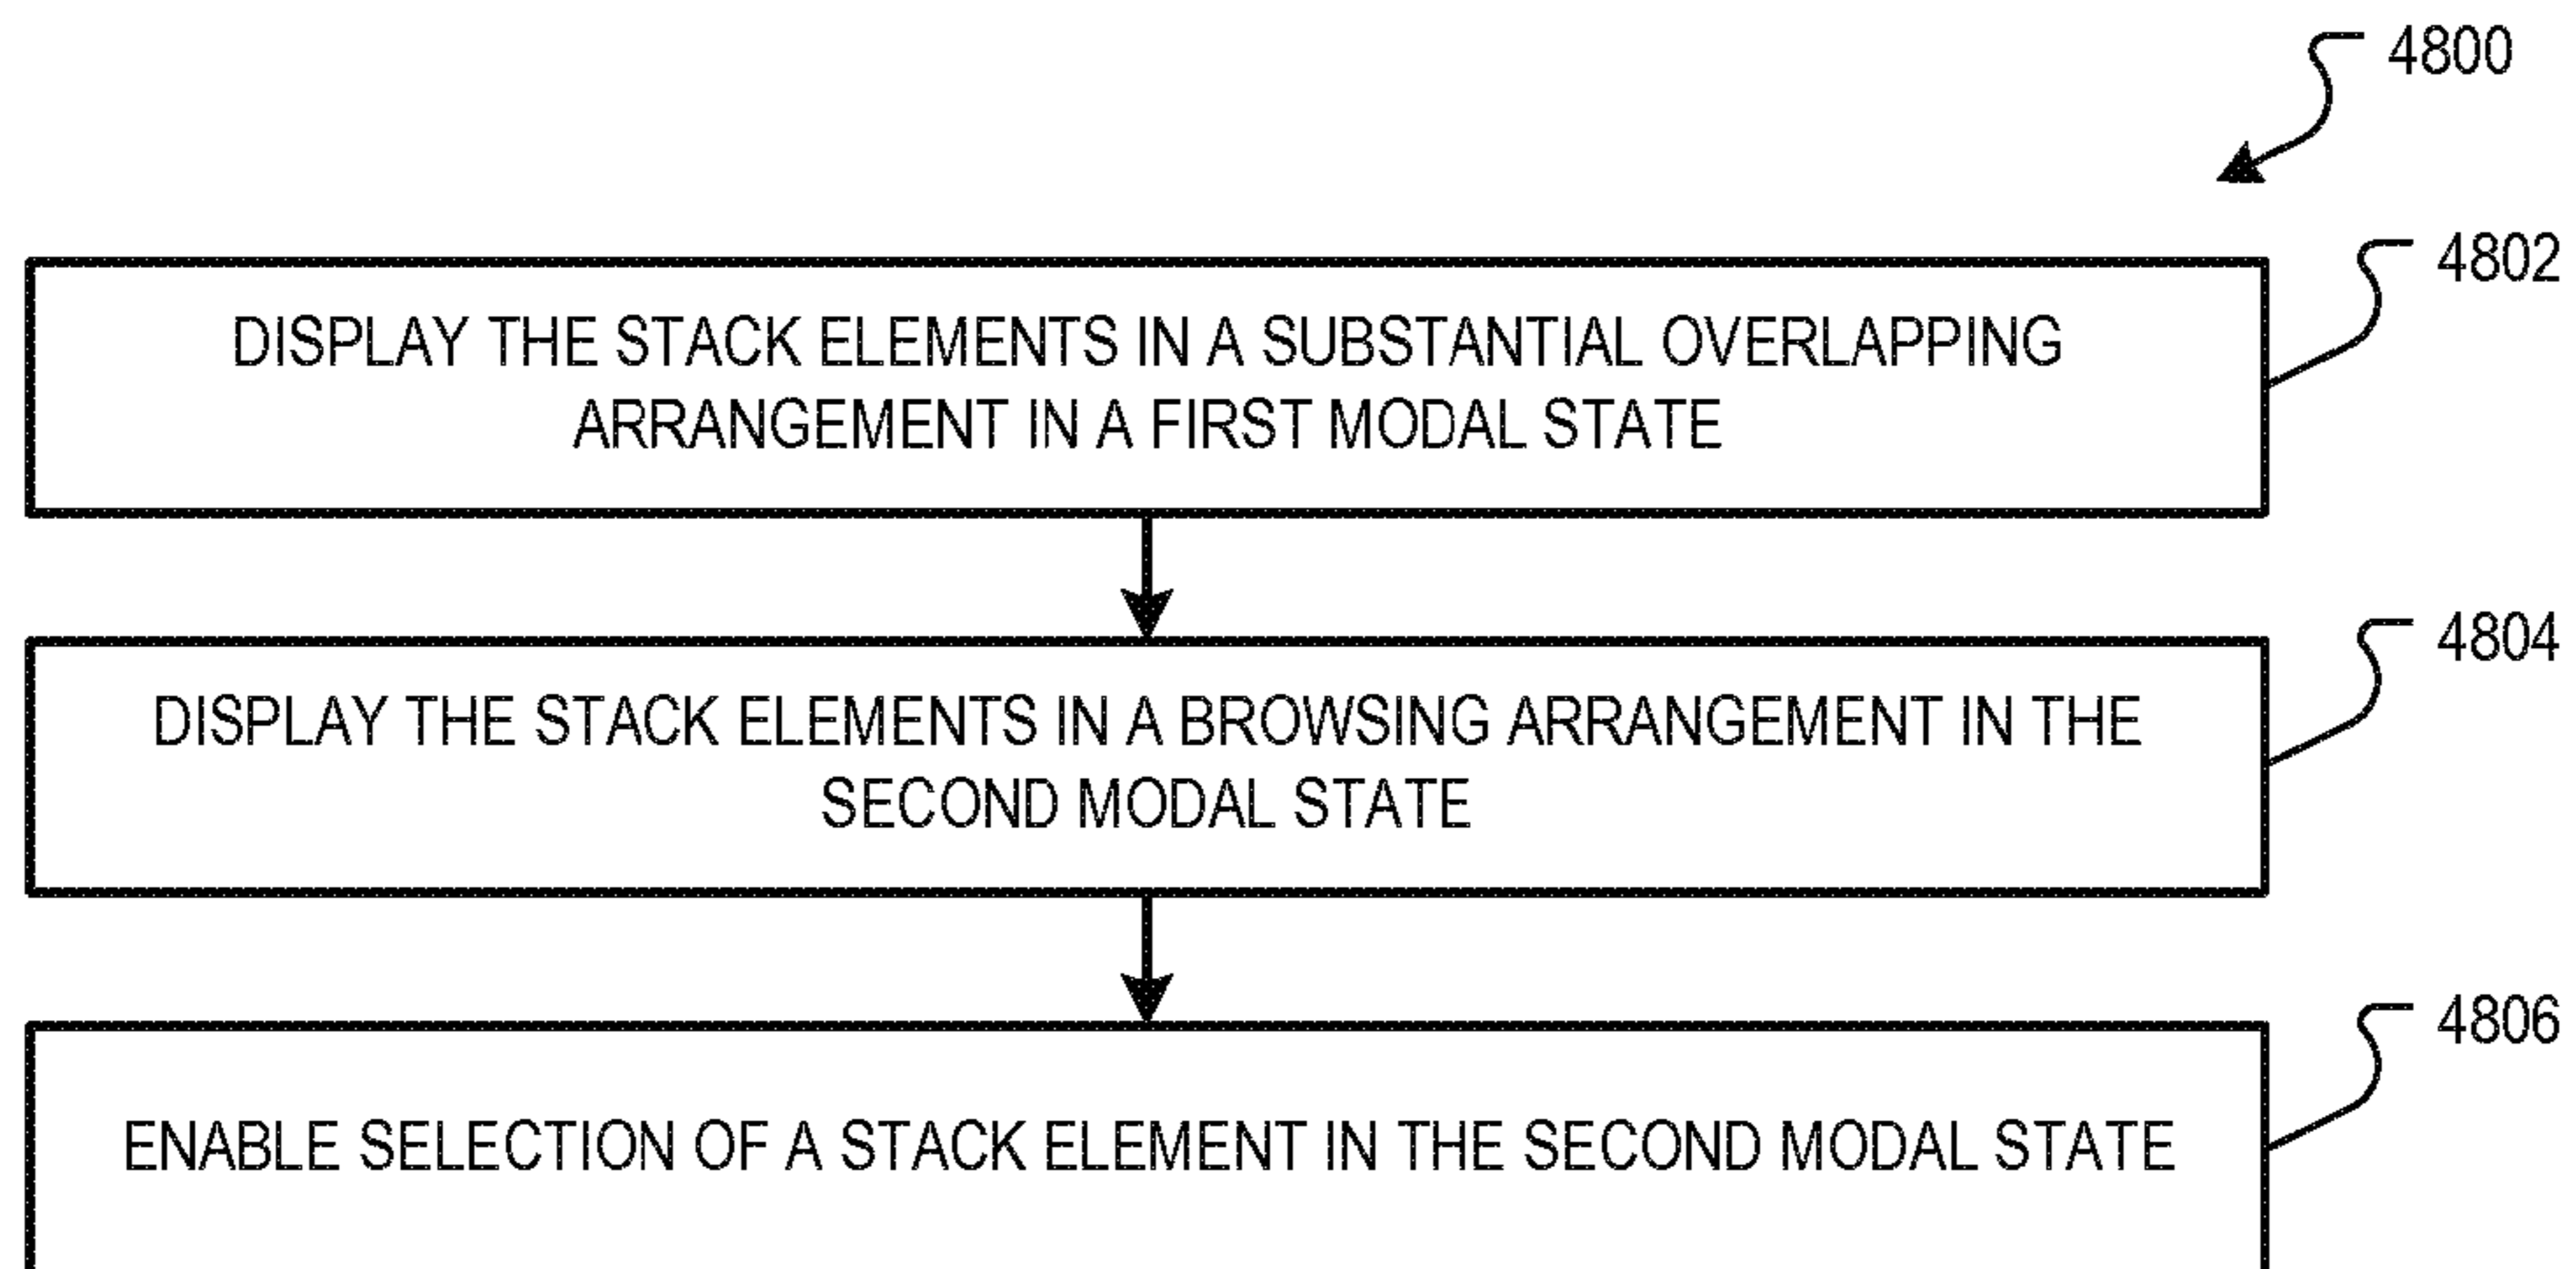 4800
4802
DISPLAY THE STACK ELEMENTS IN A SUBSTANTIAL OVERLAPPING
ARRANGEMENT IN A FIRST MODAL STATE
4804
DISPLAY THE STACK ELEMENTS IN A BROWSING ARRANGEMENT IN THE
SECOND MODAL STATE
4806
ENABLE SELECTION OF A STACK ELEMENT IN THE SECOND MODAL STATE